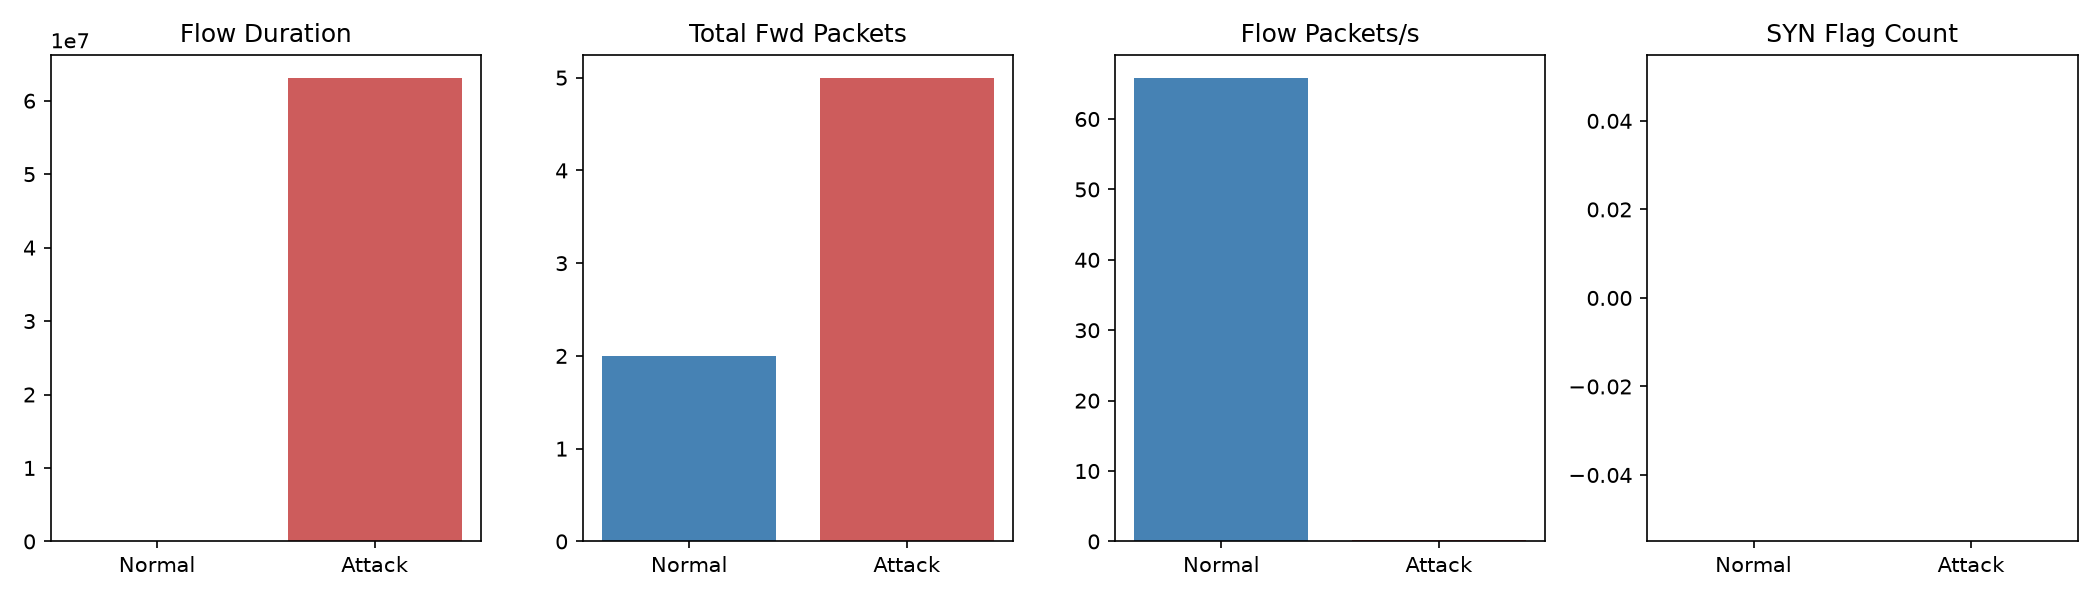 Flow Duration
1e7
6
5
4
3
2
1
0
Normal Attack
Total Fwd Packets
5
4
3
2
1
0
Normal Attack
Flow Packets/s
60
50
40
30
20
10
0
Normal Attack
SYN Flag Count
0.04
0.02
0.00
−0.02
−0.04
Normal Attack